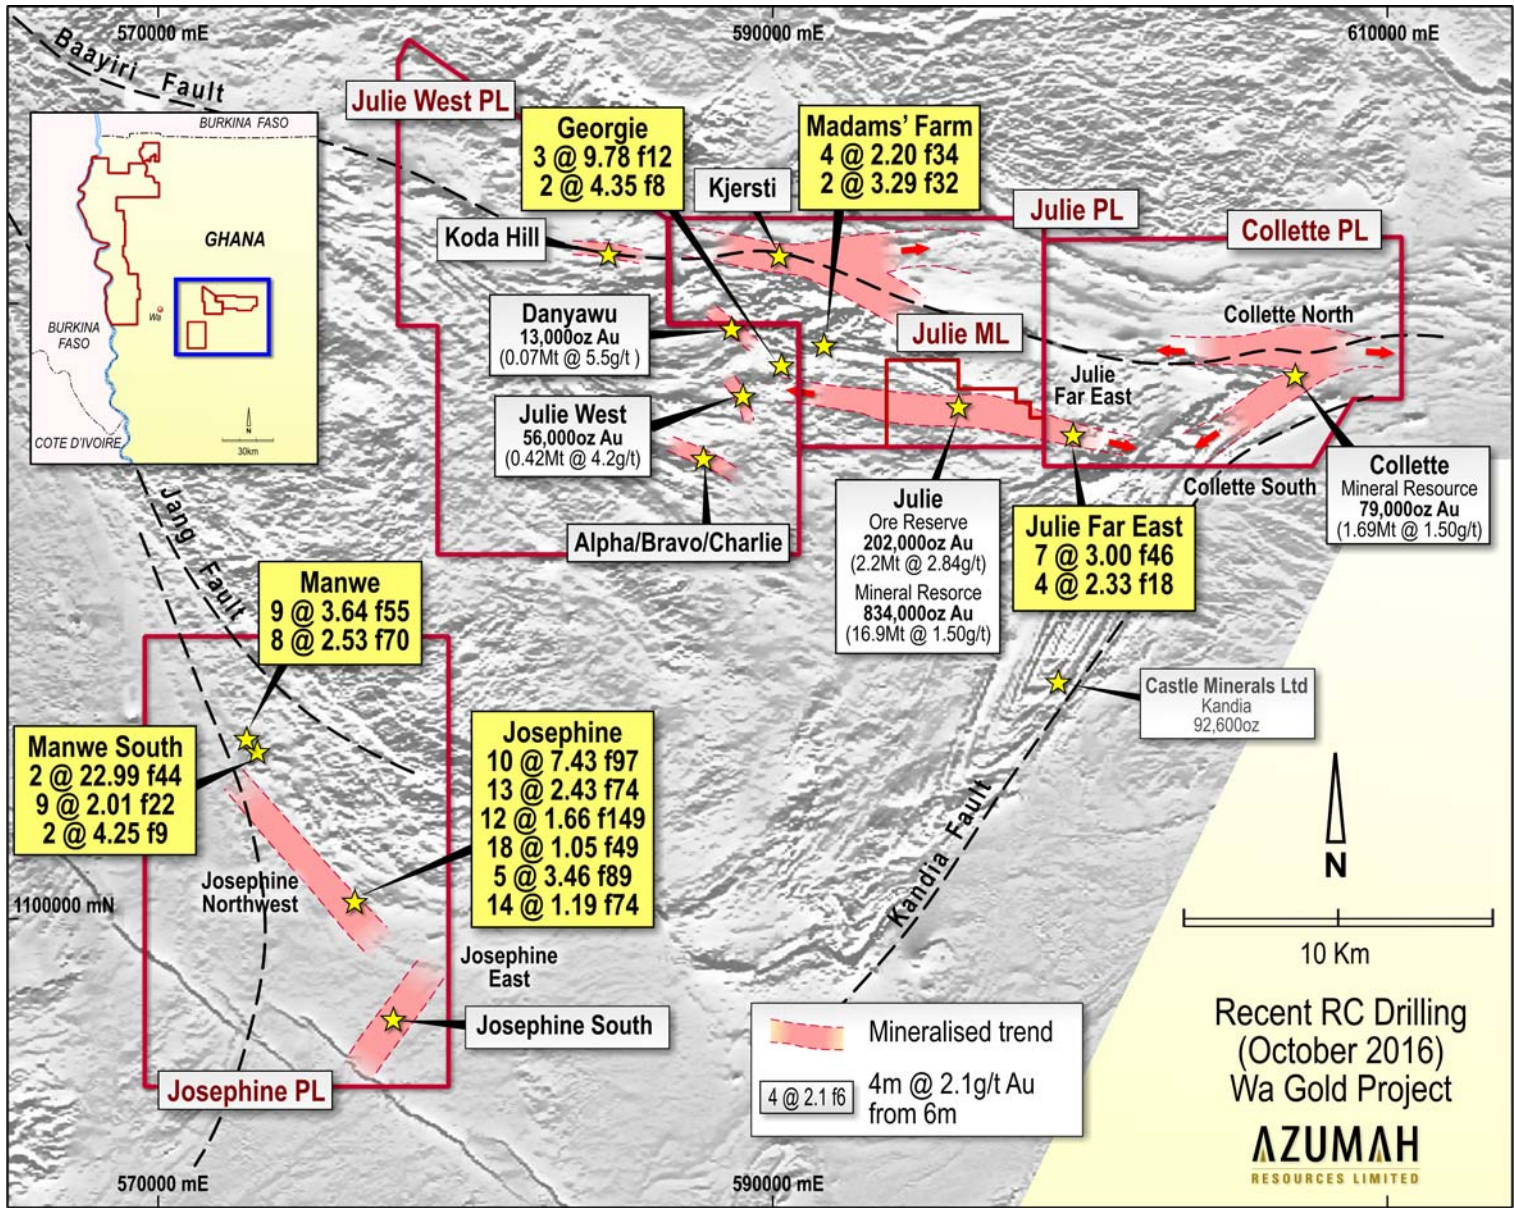 570000 mE
590000 mE
610000 mE
Baayiri Fault
BURKINA FASO
GHANA
Wa
BURKINA
FASO
COTE D'IVOIRE
N
30km
Julie West PL
Georgie
3 @ 9.78 f12
2 @ 4.35 f8
Madams' Farm
4 @ 2.20 f34
2 @ 3.29 f32
Kjersti
Koda Hill
Julie PL
Collette PL
Danyawu
13,000oz Au
(0.07Mt @ 5.5g/t )
Julie ML
Collette North
Julie
Far East
Julie West
56,000oz Au
(0.42Mt @ 4.2g/t)
Alpha/Bravo/Charlie
Julie
Ore Reserve
202,000oz Au
(2.2Mt @ 2.84g/t)
Mineral Resorce
834,000oz Au
(16.9Mt @ 1.50g/t)
Julie Far East
7 @ 3.00 f46
4 @ 2.33 f18
Collette South
Collette
Mineral Resource
79,000oz Au
(1.69Mt @ 1.50g/t)
Jang Fault
Manwe
9 @ 3.64 f55
8 @ 2.53 f70
Manwe South
2 @ 22.99 f44
9 @ 2.01 f22
2 @ 4.25 f9
Josephine
10 @ 7.43 f97
13 @ 2.43 f74
12 @ 1.66 f149
18 @ 1.05 f49
5 @ 3.46 f89
14 @ 1.19 f74
Castle Minerals Ltd
Kandia
92,600oz
Kandia Fault
Josephine
Northwest
1100000 mN
Josephine
East
Josephine South
Josephine PL
N
10 Km
Mineralised trend
4 @ 2.1 f6
4m @ 2.1g/t Au
from 6m
Recent RC Drilling
(October 2016)
Wa Gold Project
AZUMAH
RESOURCES LIMITED
570000 mE
590000 mE